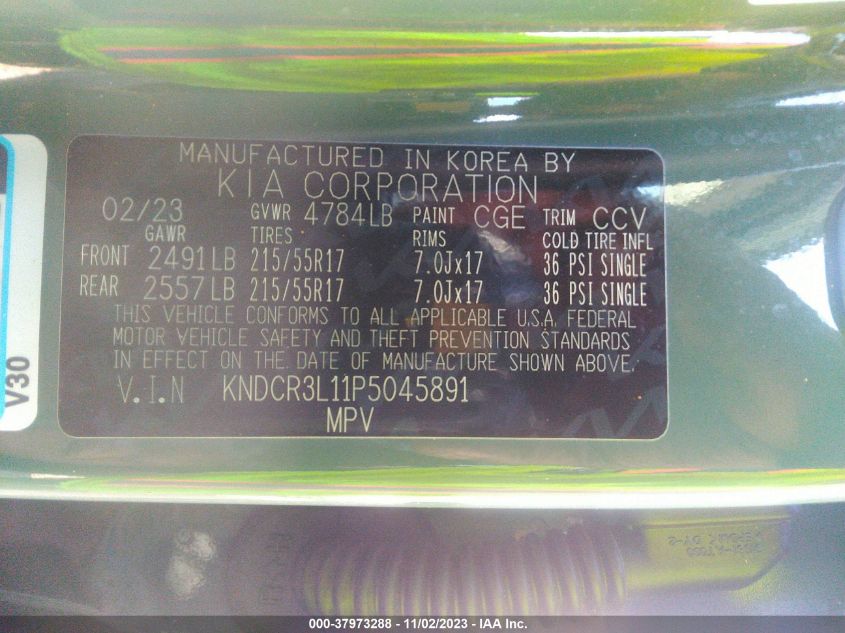 MANUFACTURED IN KOREA BY
KIA CORPORATION
02/23 GVWR 4784LB PAINT CGE TRIM CCV
GAWR TIRES RIMS COLD TIRE INFL
FRONT 2491LB 215/55R17 7.0Jx17 36 PSI SINGLE
REAR 2557LB 215/55R17 7.0Jx17 36 PSI SINGLE
THIS VEHICLE CONFORMS TO ALL APPLICABLE U.S.A. FEDERAL
MOTOR VEHICLE SAFETY AND THEFT PREVENTION STANDARDS
IN EFFECT ON THE DATE OF MANUFACTURE SHOWN ABOVE.
V.I.N KNDCR3L11P5045891
MPV
V30
000-37973288 - 11/02/2023 - IAA Inc.